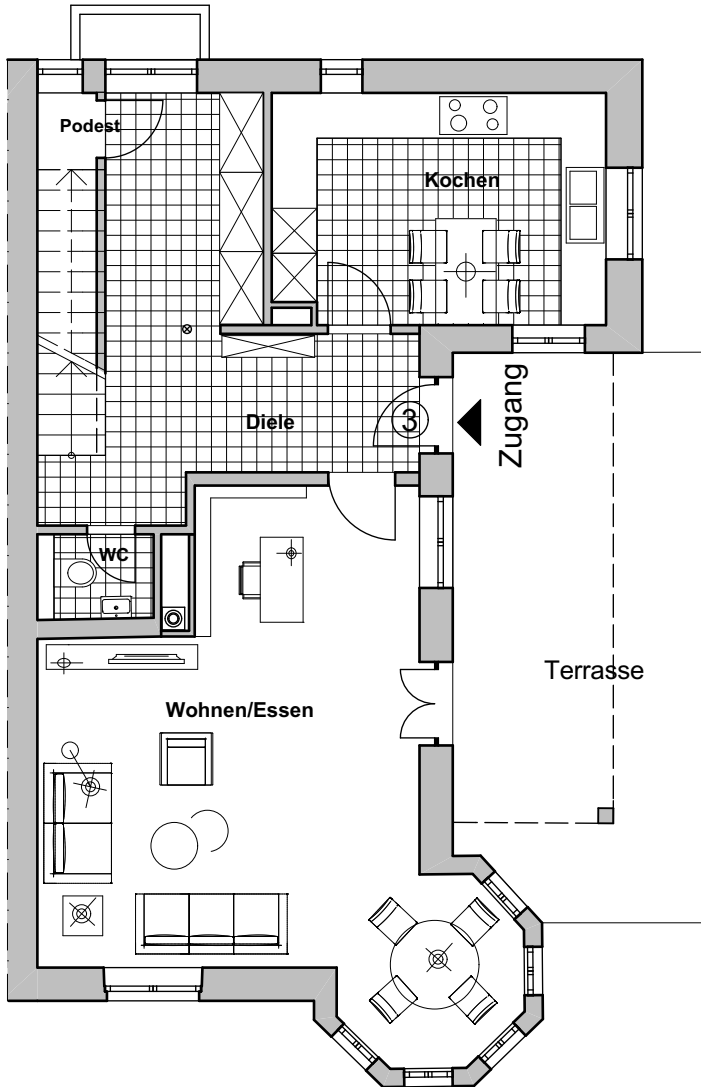 Podest
Kochen
Zugang
3
Diele
WC
Terrasse
Wohnen/Essen